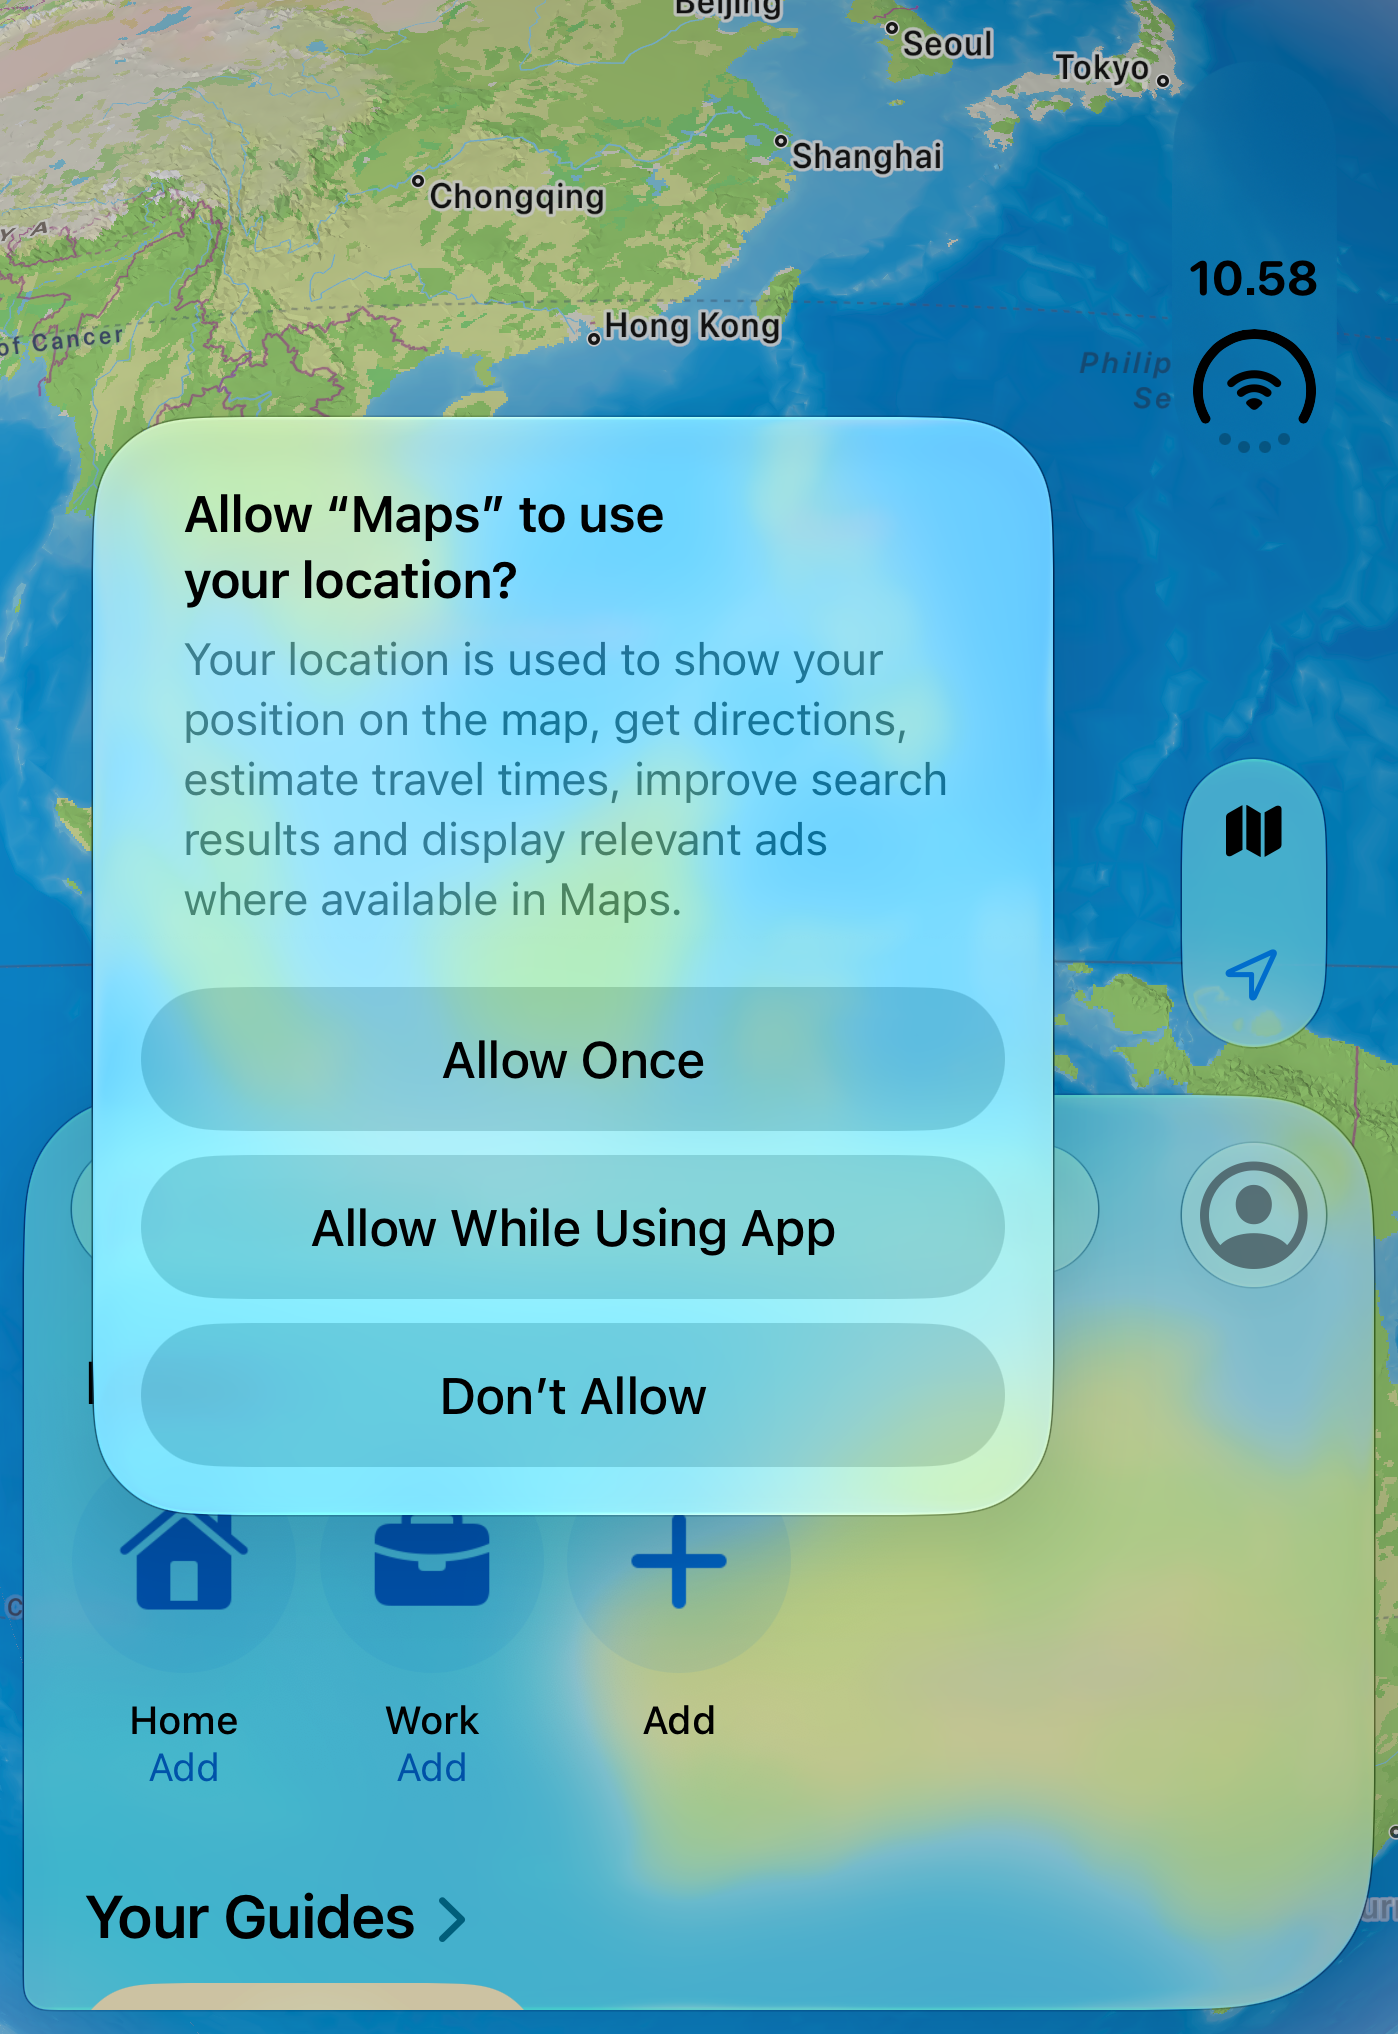 Beijing
Seoul
Tokyo
Shanghai
Chongqing
Y A
10.58
Hong Kong
of Cancer
Philip
Se
Allow “Maps” to use
your location?
Your location is used to show your
position on the map, get directions,
estimate travel times, improve search
results and display relevant ads
where available in Maps.
Allow Once
Allow While Using App
Don’t Allow
Home
Add
Work
Add
Add
Your Guides